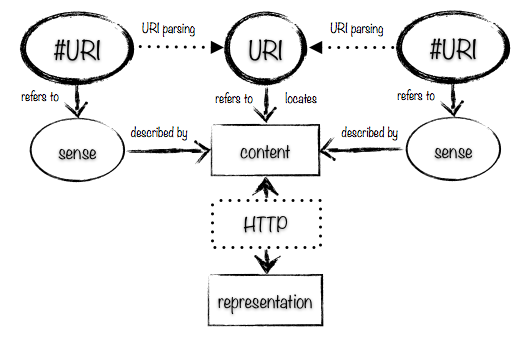 URI parsing
URI parsing
#URI
URI
#URI
refers to
refers to
locates
refers to
described by
described by
sense
content
sense
HTTP
representation